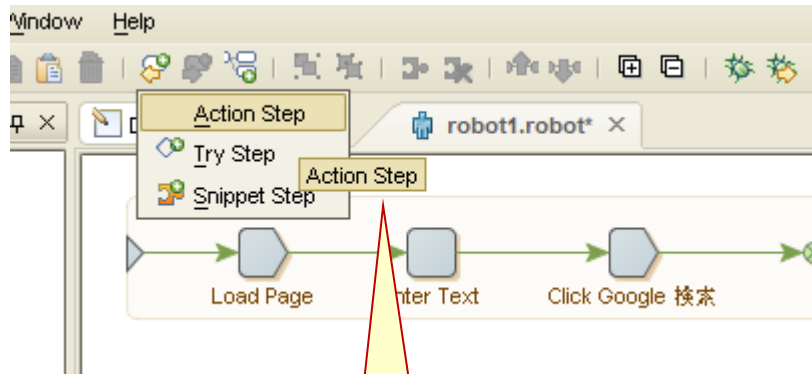 Window Help
Action Step
robot1.robot*
Try Step
Action Step
Snippet Step
Load Page
nter Text
Click Google 検索